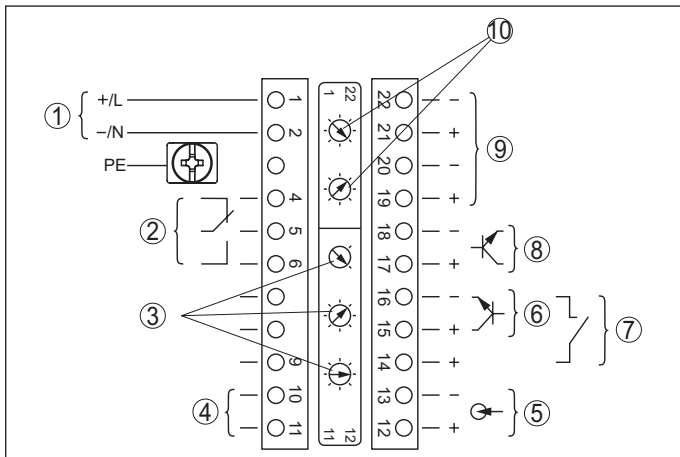 ⑩
1 22
① +/L 1 22 − ⑨
−/N 2 21 +
PE 20 −
② 4 19 +
5 18 − ⑧
6 17 +
③ 16 − ⑥ ⑦
15 +
9 14 +
④ 10 13 − ⑤
11 12 +
11 12